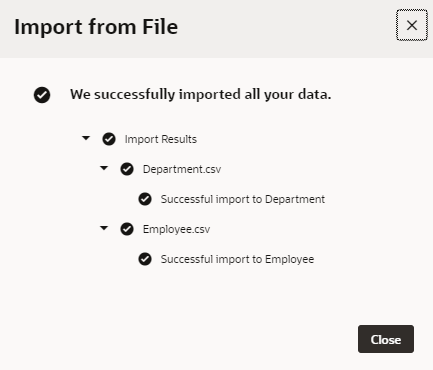 Import from File
We successfully imported all your data.
Import Results
Department.csv
Successful import to Department
Employee.csv
Successful import to Employee
Close